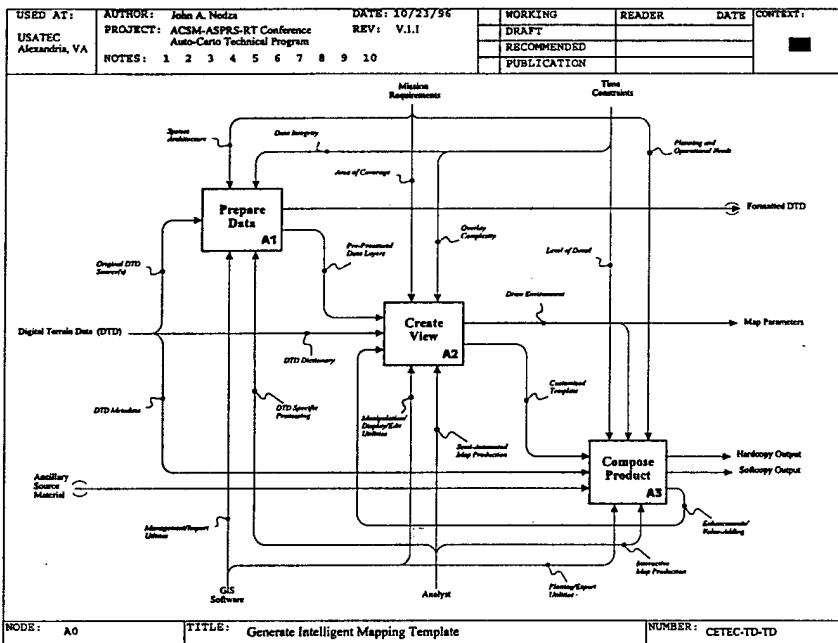 USED AT:
USATEC
Alexandria, VA
AUTHOR: John A. Nedza
DATE: 10/23/96
PROJECT: ACSM-ASPRS-RT Conference
Auto-Carto Technical Program
REV: V.1.1
NOTES: 1 2 3 4 5 6 7 8 9 10
WORKING
DRAFT
RECOMMENDED
PUBLICATION
READER
DATE
CONTEXT:
Mission
Requirements
Time
Constraints
Data Integrity
Architecture
Planning and
Operational Needs
Area of Coverage
Prepare
Data
A1
Formatted DTD
Overlay
Complexity
Pre-Processed
Data Layers
Level of Detail
Original DTD
Source(s)
Digital Terrain Data (DTD)
DTD Dictionary
Create
View
A2
Map Parameters
Customized
Template
DTD Metadata
DTD Specific
Processing
Manipulation/
Display/Edit
Utilities
Semi-Automated
Map Production
Compose
Product
A3
Hardcopy Output
Softcopy Output
Ancillary
Source
Material
Management/Import
Utilities
Enhancements/
Value-Adding
Interactive
Map Production
Utilities
GIS
Software
Analyst
NODE: A0
TITLE: Generate Intelligent Mapping Template
NUMBER: CETEC-TD-TD